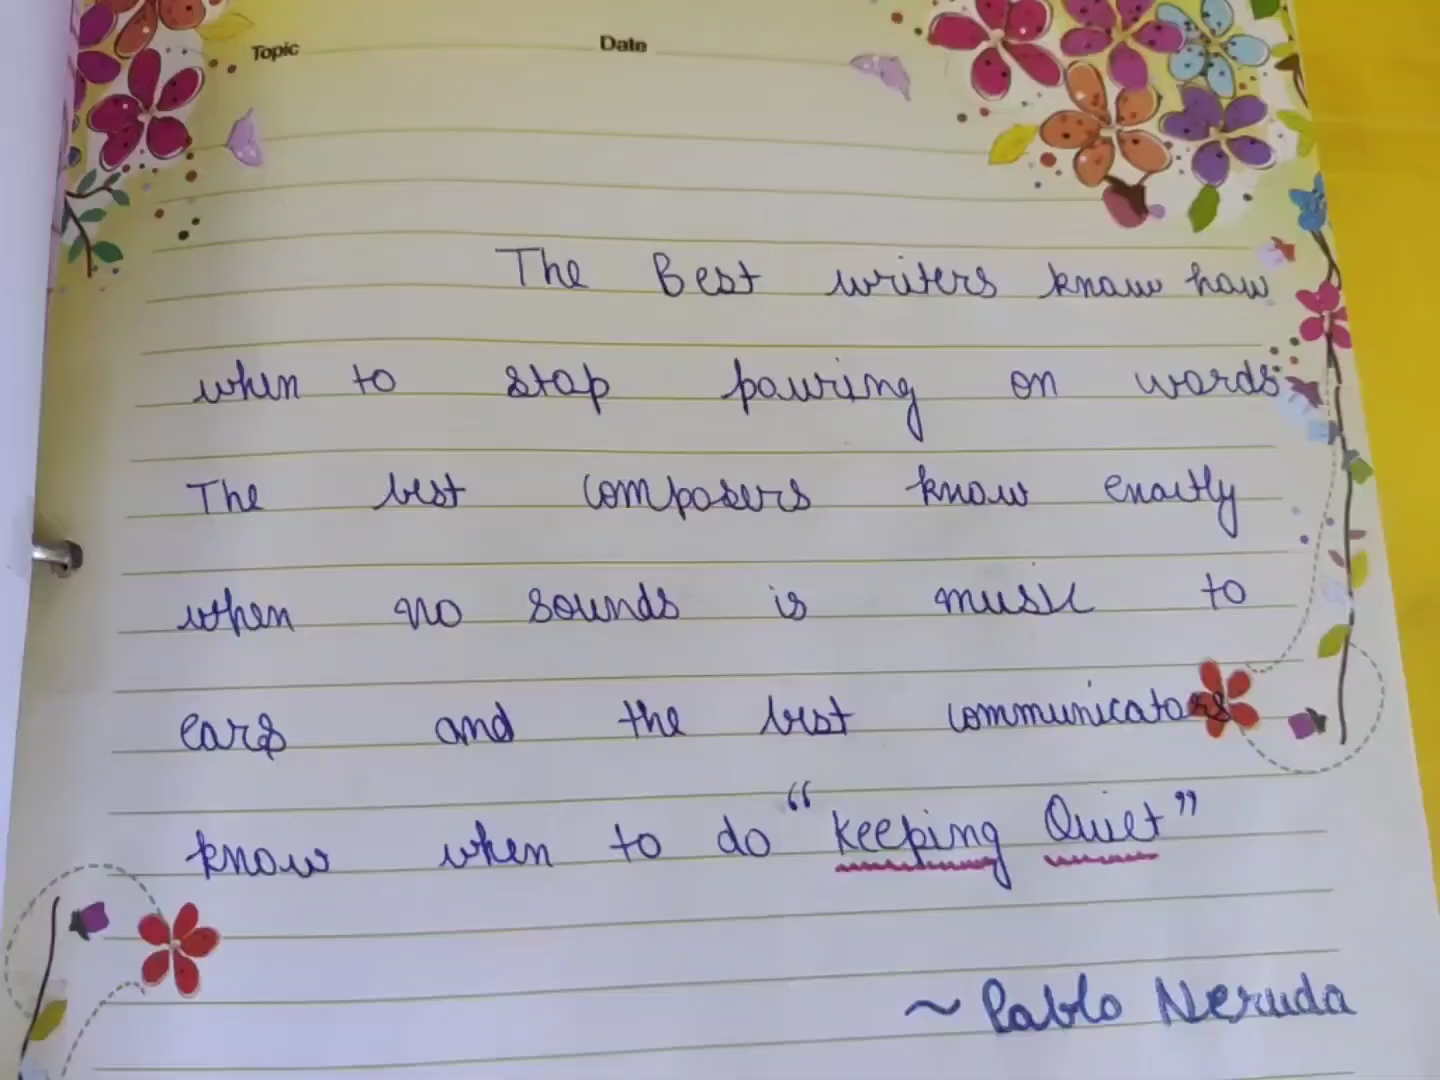 Topic Date
The Best writers know how
when to stop pouring on words
The best composers know exactly
when no sounds is music to
ears and the best communicators
know when to do “keeping Quiet”
~ Pablo Neruda